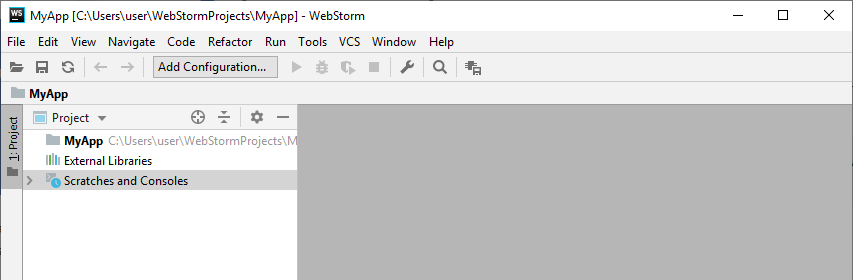 WS MyApp [C:\Users\user\WebStormProjects\MyApp] - WebStorm
File Edit View Navigate Code Refactor Run Tools VCS Window Help
Add Configuration...
MyApp
1: Project
Project
MyApp C:\Users\user\WebStormProjects\M
External Libraries
Scratches and Consoles